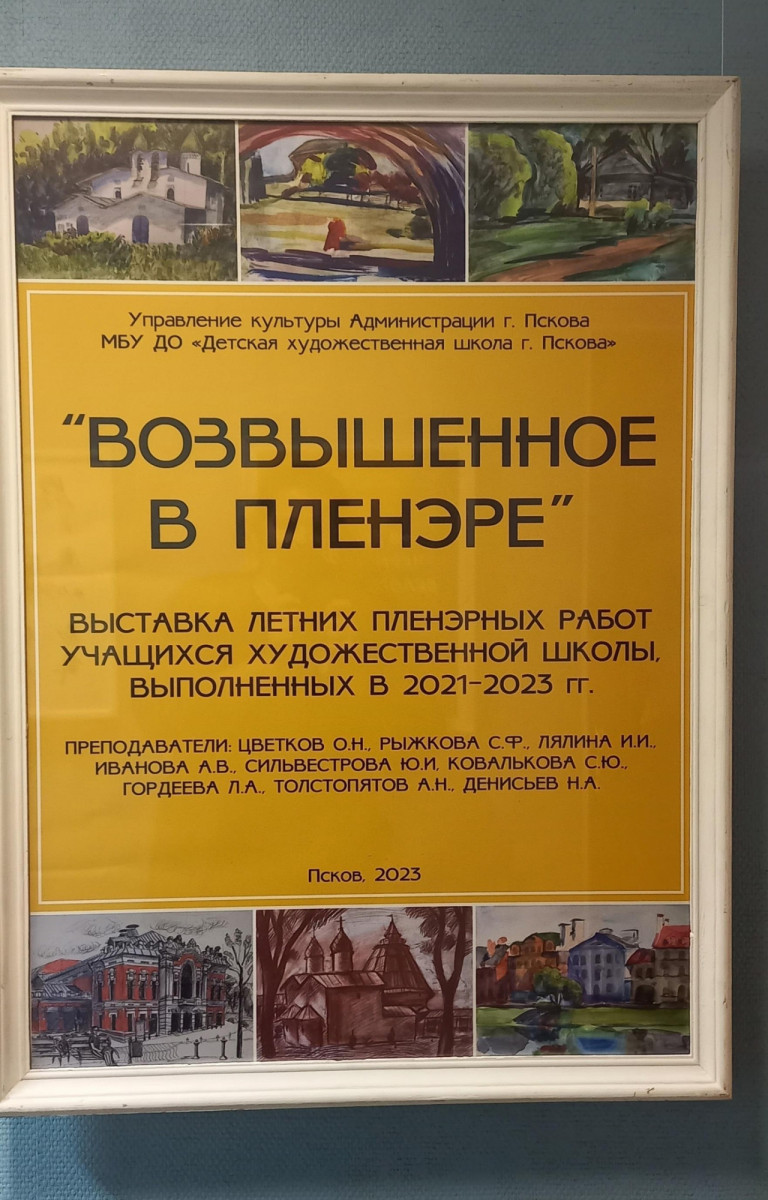 Управление культуры Администрации г. Пскова
МБУ ДО «Детская художественная школа г. Пскова»
“ВОЗВЫШЕННОЕ
В ПЛЕНЭРЕ”
ВЫСТАВКА ЛЕТНИХ ПЛЕНЭРНЫХ РАБОТ
УЧАЩИХСЯ ХУДОЖЕСТВЕННОЙ ШКОЛЫ,
ВЫПОЛНЕННЫХ В 2021-2023 гг.
ПРЕПОДАВАТЕЛИ: ЦВЕТКОВ О.Н., РЫЖКОВА С.Ф., ЛЯЛИНА И.И.,
ИВАНОВА А.В., СИЛЬВЕСТРОВА Ю.И, КОВАЛЬКОВА С.Ю.,
ГОРДЕЕВА Л.А., ТОЛСТОПЯТОВ А.Н., ДЕНИСЬЕВ Н.А.
Псков, 2023